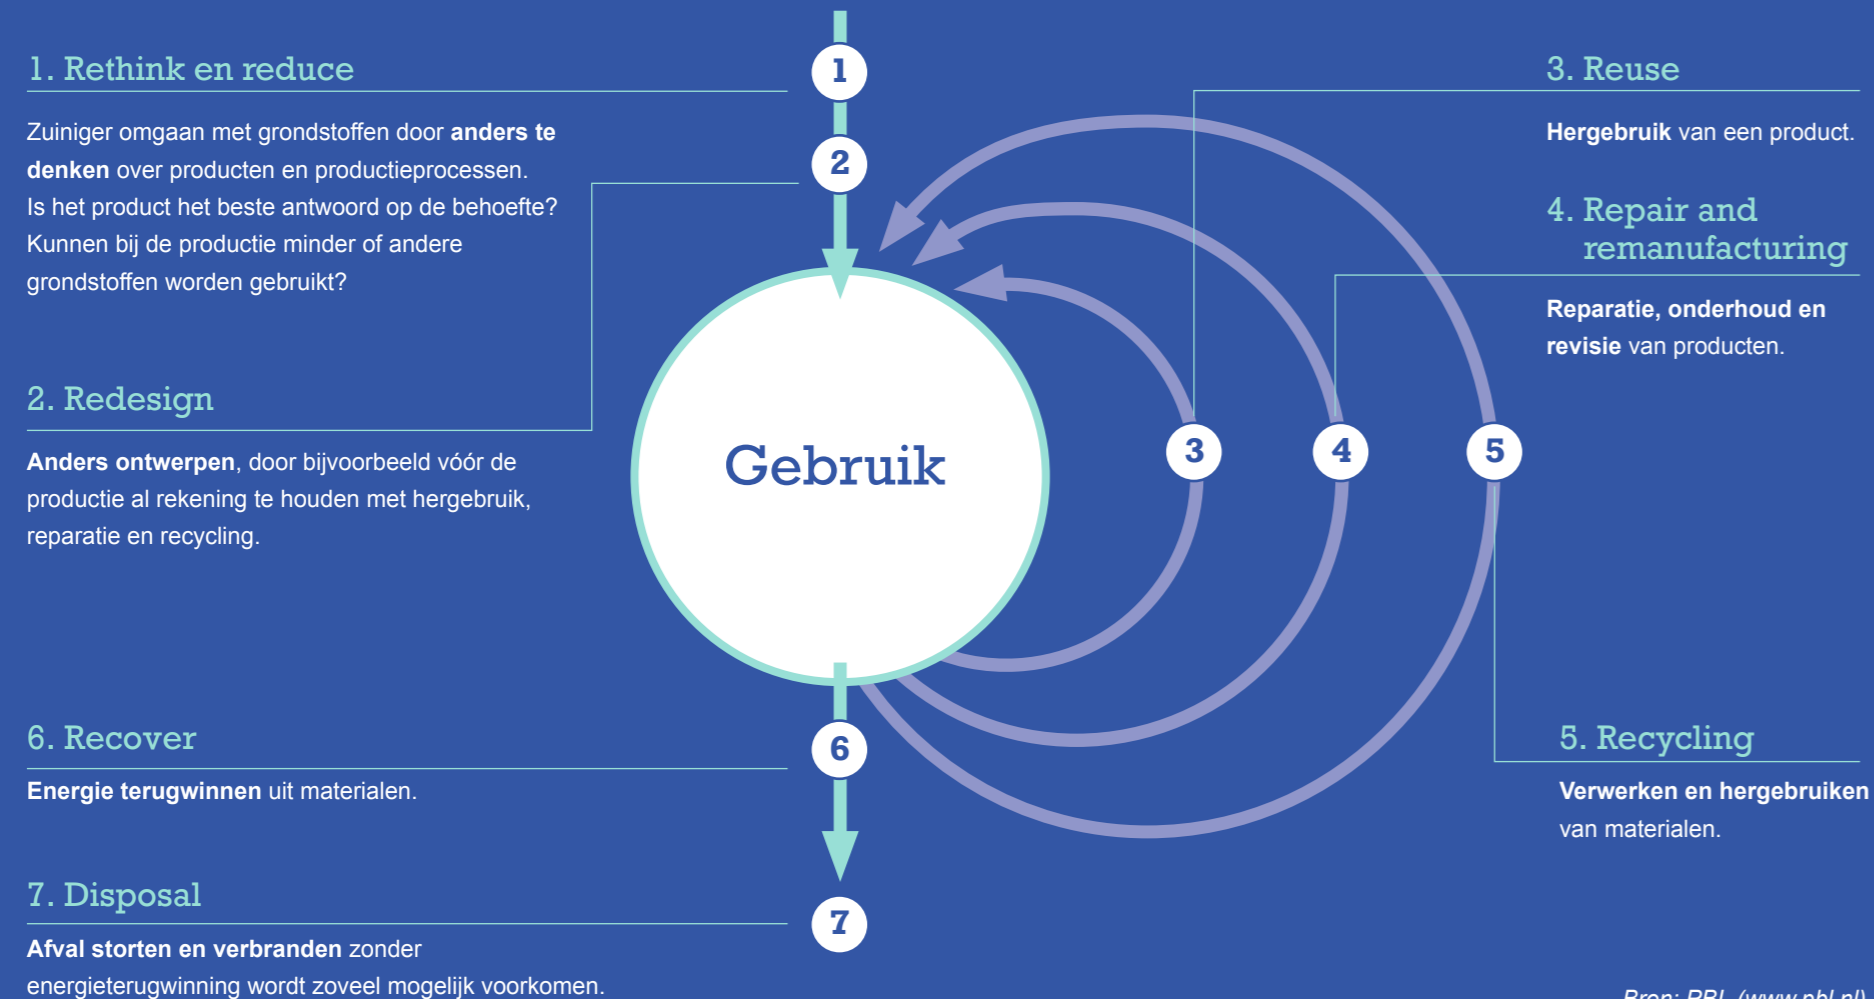 1. Rethink en reduce
Zuiniger omgaan met grondstoffen door anders te
denken over producten en productieprocessen.
Is het product het beste antwoord op de behoefte?
Kunnen bij de productie minder of andere
grondstoffen worden gebruikt?
2. Redesign
Anders ontwerpen, door bijvoorbeeld vóór de
productie al rekening te houden met hergebruik,
reparatie en recycling.
6. Recover
Energie terugwinnen uit materialen.
7. Disposal
Afval storten en verbranden zonder
energieterugwinning wordt zoveel mogelijk voorkomen.
1
2
Gebruik
3
4
5
6
7
3. Reuse
Hergebruik van een product.
4. Repair and
remanufacturing
Reparatie, onderhoud en
revisie van producten.
5. Recycling
Verwerken en hergebruiken
van materialen.
Bron: PBL (www.pbl.nl)